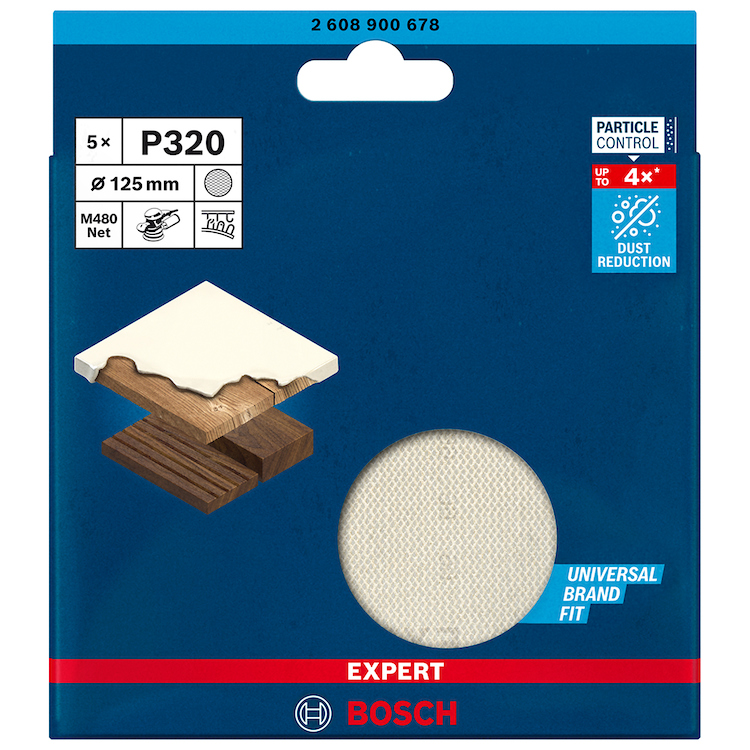 2 608 900 678
5× P320
Ø 125 mm
M480
Net
PARTICLE
CONTROL
UP
TO 4×*
DUST
REDUCTION
UNIVERSAL
BRAND
FIT
EXPERT
BOSCH